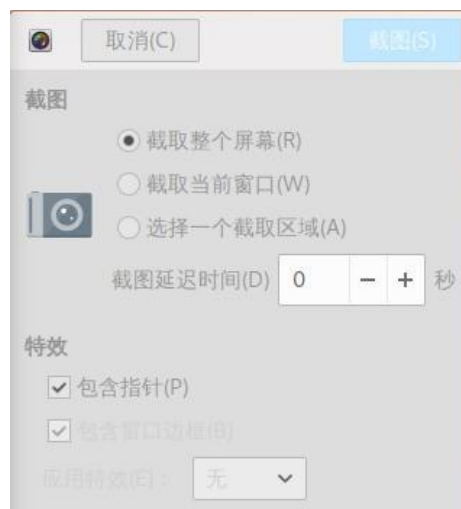 取消(C) 截图(S)
截图
截取整个屏幕(R)
截取当前窗口(W)
选择一个截取区域(A)
截图延迟时间(D) 0 − + 秒
特效
包含指针(P)
包含窗口边框(B)
应用特效(E)： 无